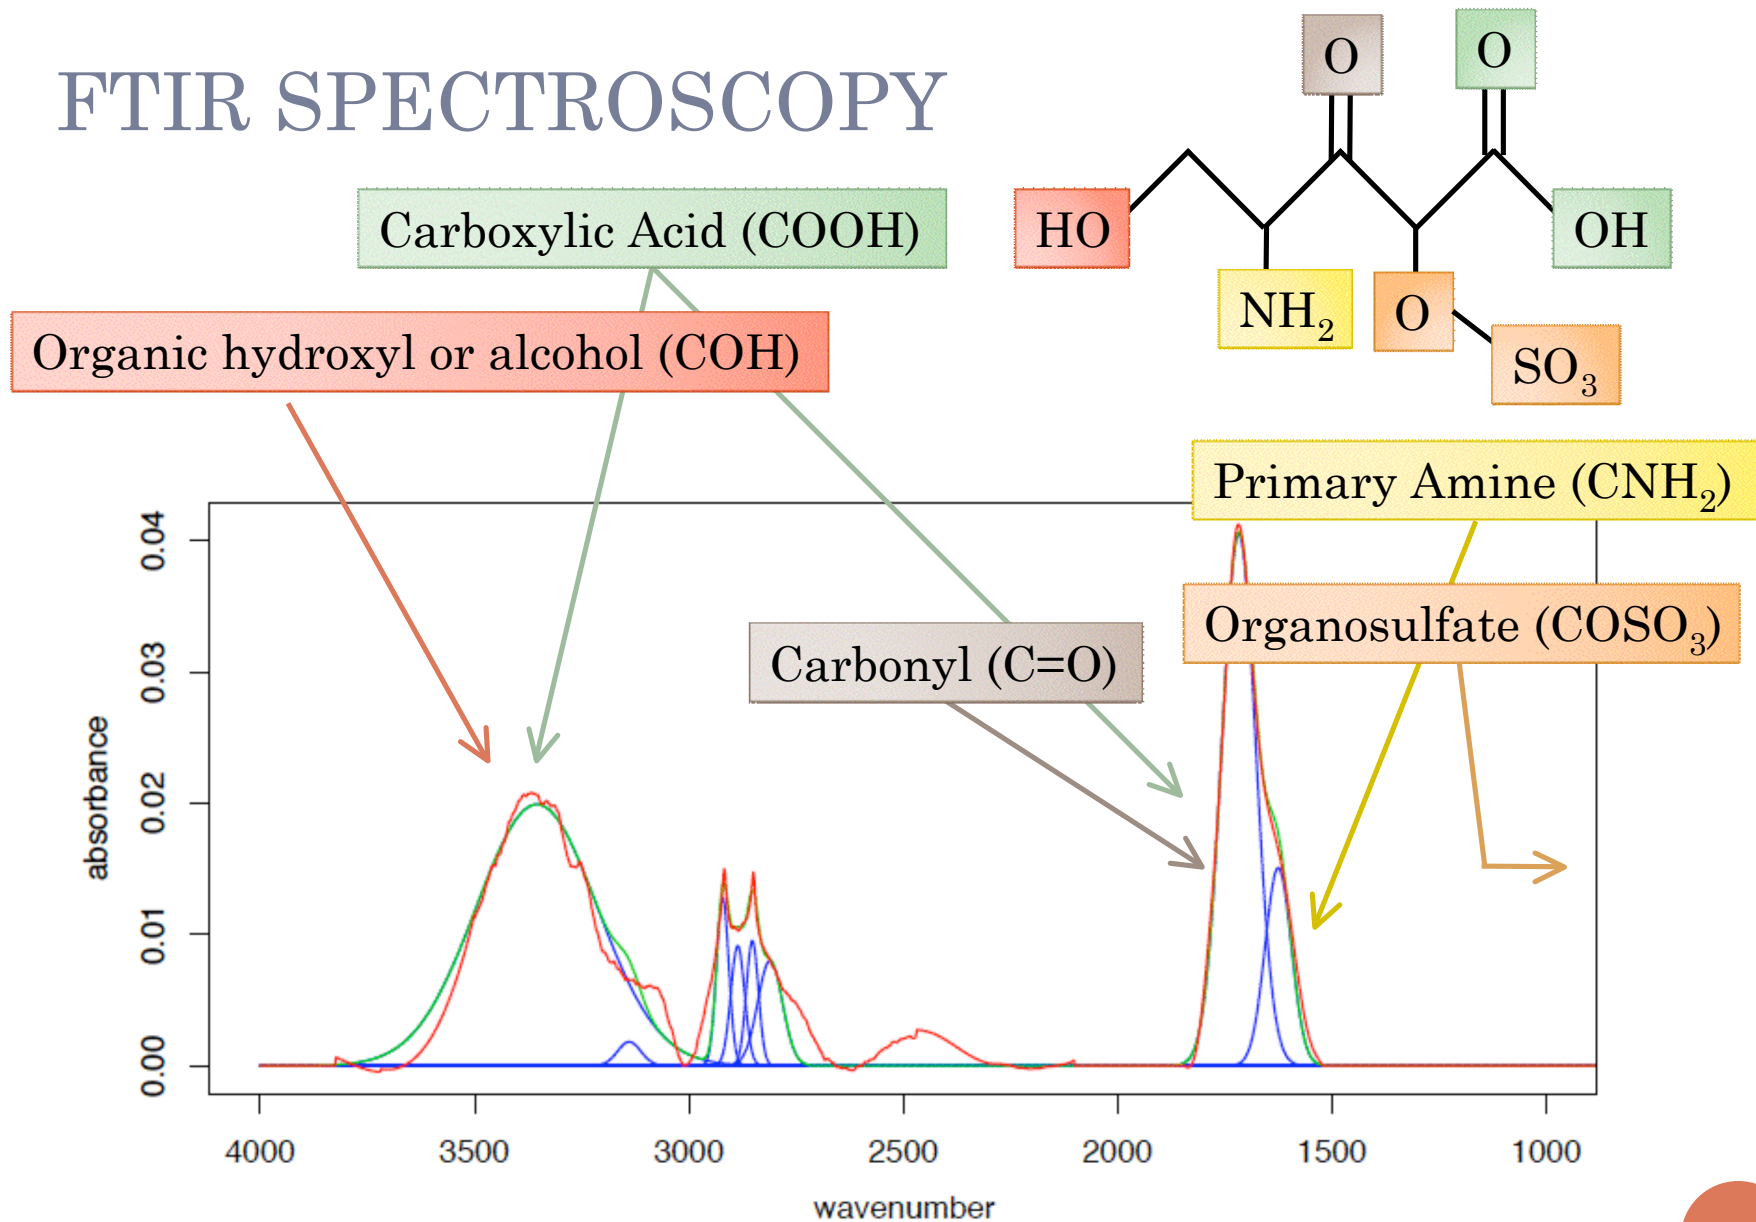 FTIR SPECTROSCOPY
O
O
HO
OH
NH₂
O
SO₃
Carboxylic Acid (COOH)
Organic hydroxyl or alcohol (COH)
Primary Amine (CNH₂)
Organosulfate (COSO₃)
Carbonyl (C=O)
absorbance
0.04
0.03
0.02
0.01
0.00
4000 3500 3000 2500 2000 1500 1000
wavenumber